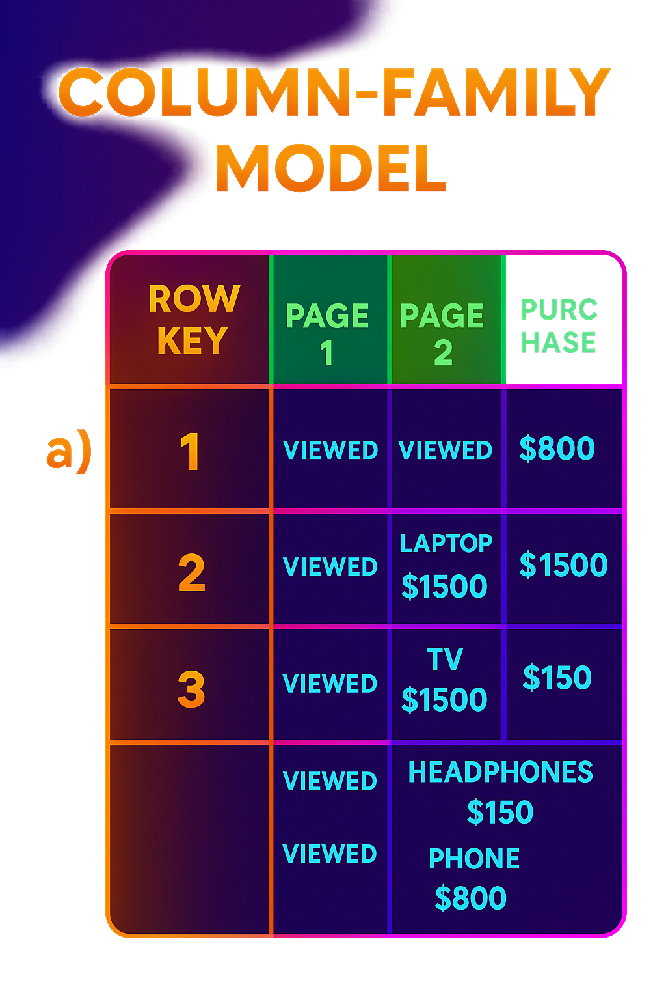 COLUMN-FAMILY
MODEL
ROW
KEY
PAGE
1
PAGE
2
PURC
HASE
a)
1
VIEWED
VIEWED
$800
2
VIEWED
LAPTOP
$1500
$1500
3
VIEWED
TV
$1500
$150
VIEWED
HEADPHONES
$150
VIEWED
PHONE
$800